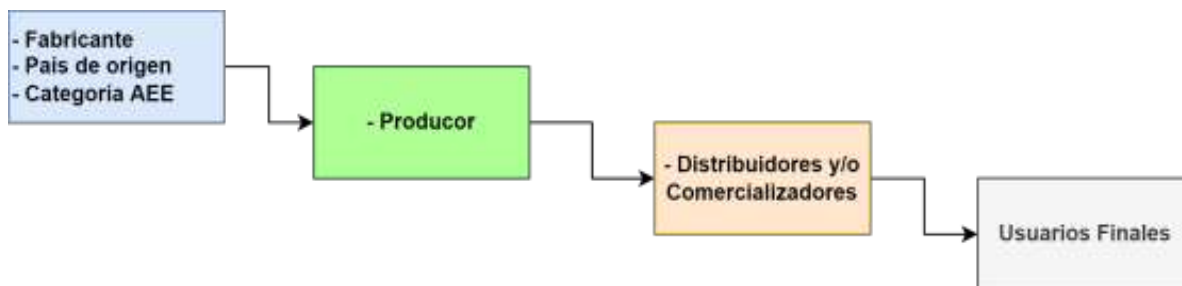 - Fabricante
- Pais de origen
- Categoria AEE
- Producor
- Distribuidores y/o
Comercializadores
Usuarios Finales